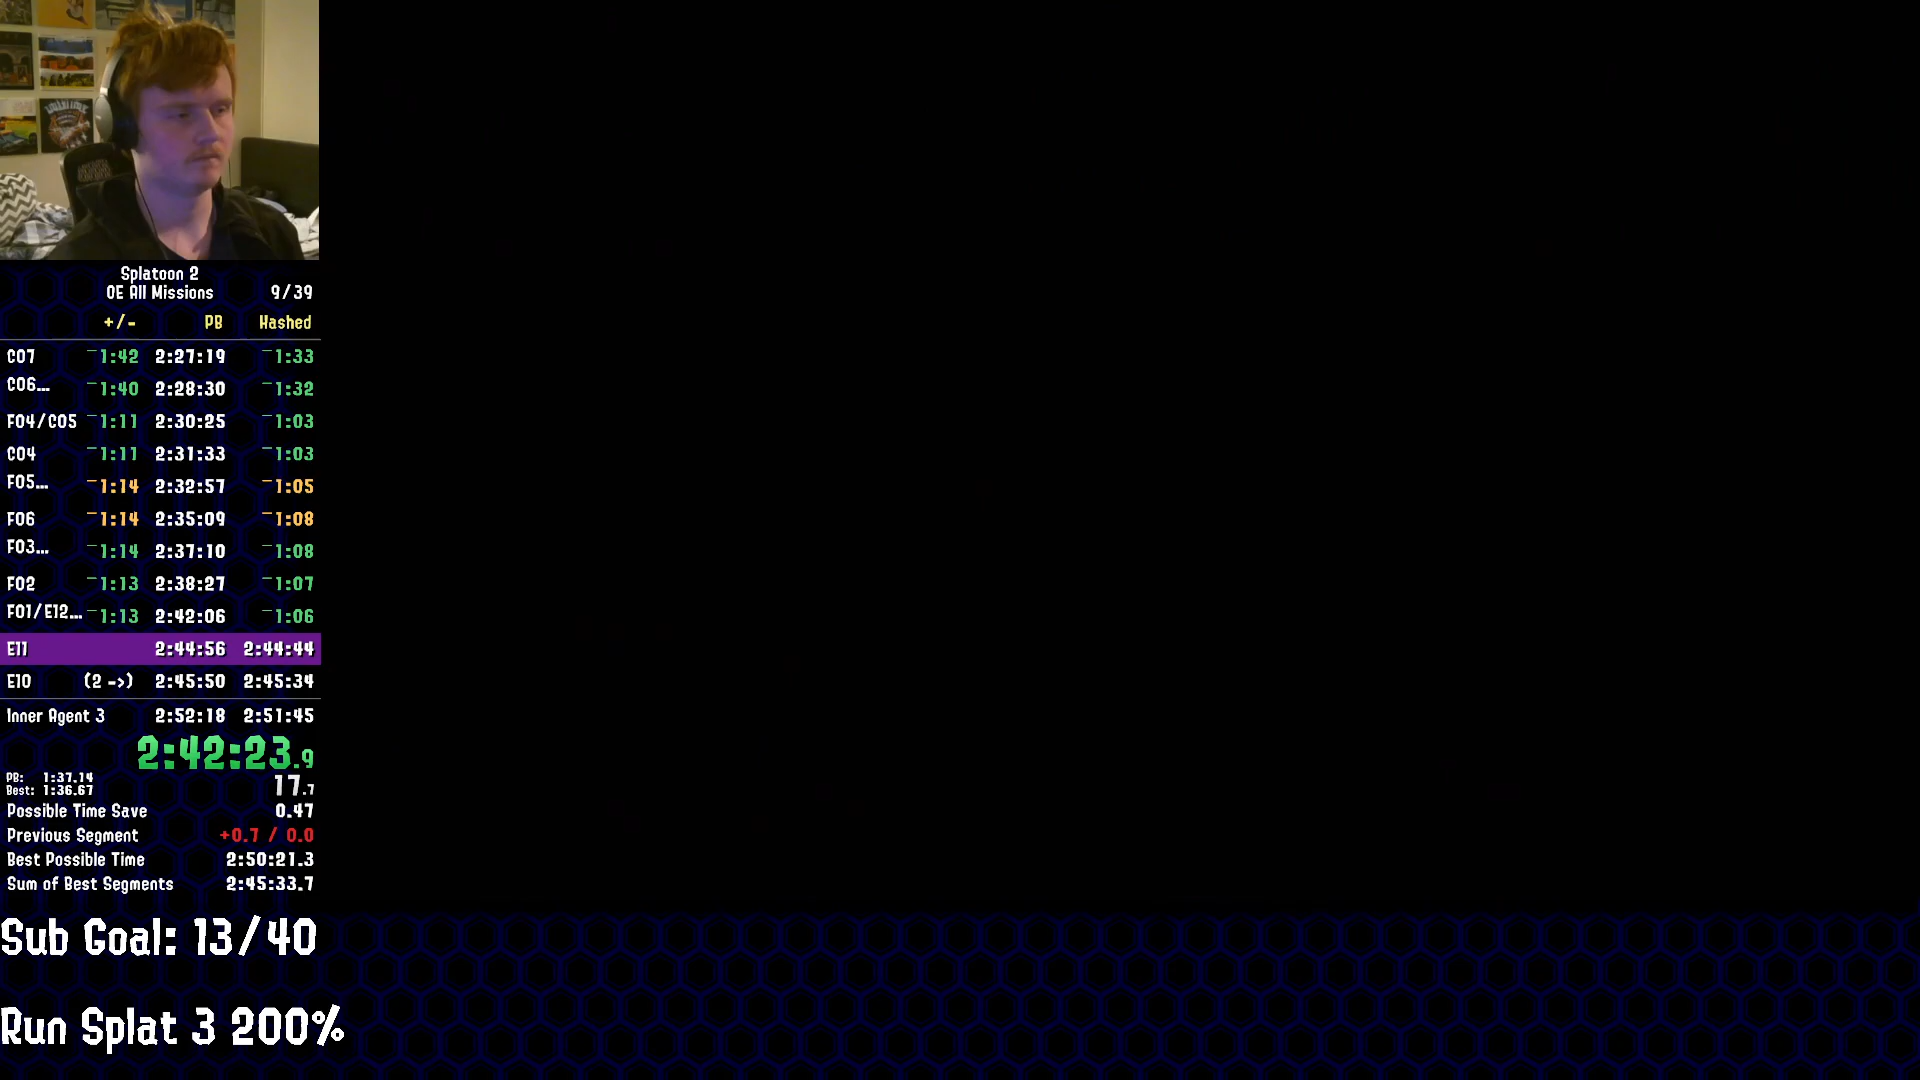 Splatoon 2
OE All Missions 9/39
+/- PB Hashed
C07 -1:42 2:27:19 -1:33
C06... -1:40 2:28:30 -1:32
F04/C05 -1:11 2:30:25 -1:03
C04 -1:11 2:31:33 -1:03
F05... -1:14 2:32:57 -1:05
F06 -1:14 2:35:09 -1:08
F03... -1:14 2:37:10 -1:08
F02 -1:13 2:38:27 -1:07
F01/E12... -1:13 2:42:06 -1:06
E11 2:44:56 2:44:44
E10 (2 ->) 2:45:50 2:45:34
Inner Agent 3 2:52:18 2:51:45
2:42:23.9
PB: 1:37.14 17.7
Best: 1:36.67
Possible Time Save 0.47
Previous Segment +0.7 / 0.0
Best Possible Time 2:50:21.3
Sum of Best Segments 2:45:33.7
Sub Goal: 13/40
Run Splat 3 200%